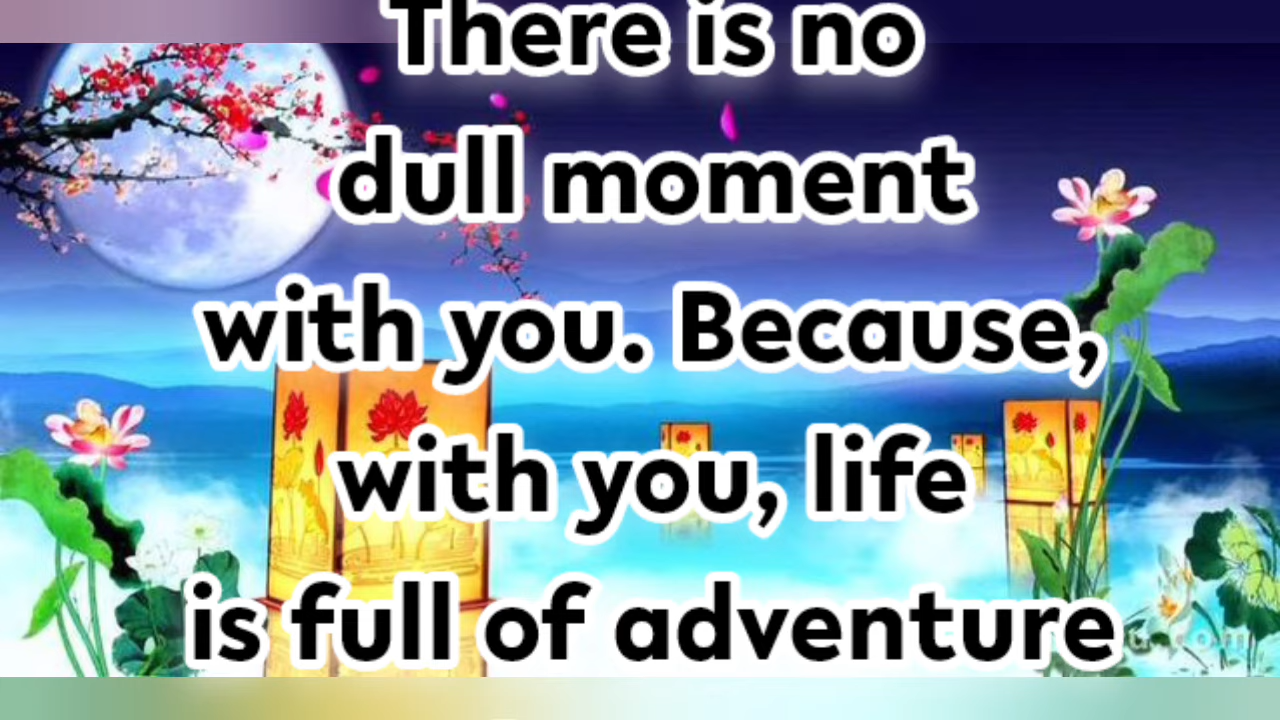 There is no
dull moment
with you. Because,
with you, life
is full of adventure